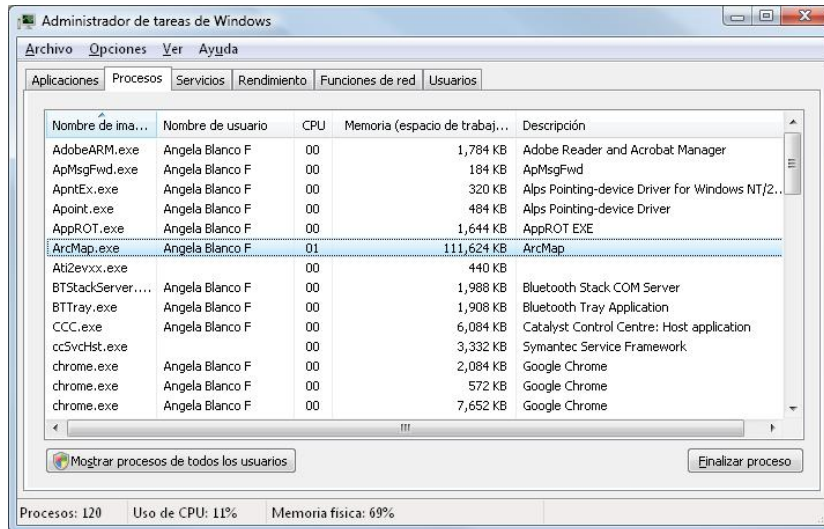 Administrador de tareas de Windows
Archivo Opciones Ver Ayuda
Aplicaciones Procesos Servicios Rendimiento Funciones de red Usuarios
Nombre de ima... Nombre de usuario CPU Memoria (espacio de trabaj... Descripción
AdobeARM.exe Angela Blanco F 00 1,784 KB Adobe Reader and Acrobat Manager
ApMsgFwd.exe Angela Blanco F 00 184 KB ApMsgFwd
ApntEx.exe Angela Blanco F 00 320 KB Alps Pointing-device Driver for Windows NT/2...
Apoint.exe Angela Blanco F 00 484 KB Alps Pointing-device Driver
AppROT.exe Angela Blanco F 00 1,644 KB AppROT EXE
ArcMap.exe Angela Blanco F 01 111,624 KB ArcMap
Ati2evxx.exe 00 440 KB
BTStackServer.... Angela Blanco F 00 1,988 KB Bluetooth Stack COM Server
BTTray.exe Angela Blanco F 00 1,908 KB Bluetooth Tray Application
CCC.exe Angela Blanco F 00 6,084 KB Catalyst Control Centre: Host application
ccSvcHst.exe 00 3,332 KB Symantec Service Framework
chrome.exe Angela Blanco F 00 2,084 KB Google Chrome
chrome.exe Angela Blanco F 00 572 KB Google Chrome
chrome.exe Angela Blanco F 00 7,652 KB Google Chrome
Mostrar procesos de todos los usuarios Finalizar proceso
Procesos: 120 Uso de CPU: 11% Memoria física: 69%